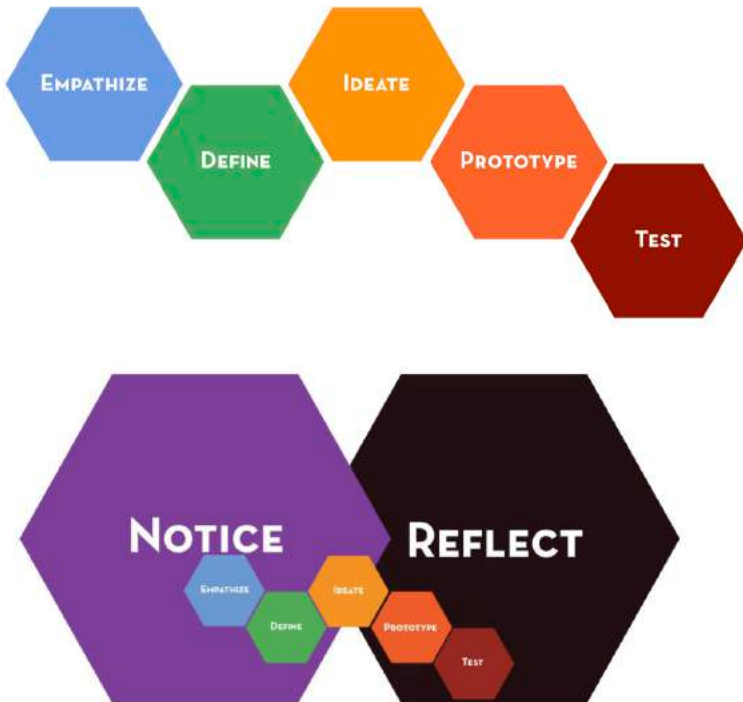 EMPATHIZE
IDEATE
DEFINE
PROTOTYPE
TEST
NOTICE
REFLECT
EMPATHIZE
IDEATE
DEFINE
PROTOTYPE
TEST